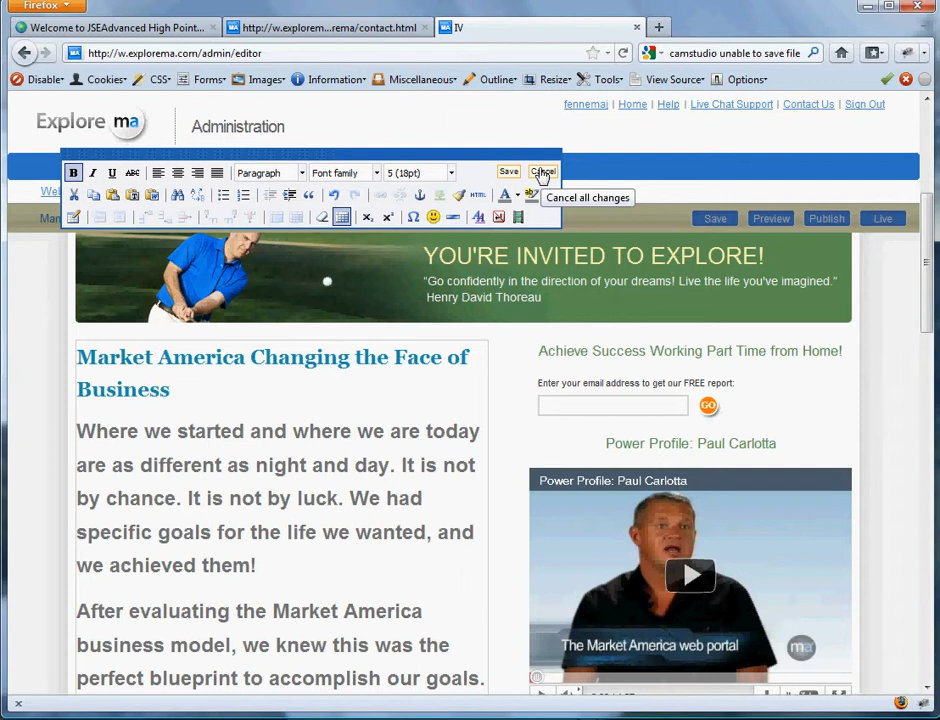 Firefox
Welcome to JSEAdvanced High Point...
http://w.explorem...rema/contact.html
IV
http://w.explorema.com/admin/editor
camstudio unable to save file
Disable
Cookies
CSS
Forms
Images
Information
Miscellaneous
Outline
Resize
Tools
View Source
Options
fennemaj Home Help Live Chat Support Contact Us Sign Out
Explore ma
Administration
B I U ABC
Paragraph
Font family
5 (18pt)
Save
Cancel
HTML
A
Cancel all changes
Wel
Man
Save
Preview
Publish
Live
YOU'RE INVITED TO EXPLORE!
"Go confidently in the direction of your dreams! Live the life you've imagined."
Henry David Thoreau
Market America Changing the Face of
Business
Where we started and where we are today
are as different as night and day. It is not
by chance. It is not by luck. We had
specific goals for the life we wanted, and
we achieved them!
After evaluating the Market America
business model, we knew this was the
perfect blueprint to accomplish our goals.
Achieve Success Working Part Time from Home!
Enter your email address to get our FREE report:
GO
Power Profile: Paul Carlotta
Power Profile: Paul Carlotta
The Market America web portal
ma